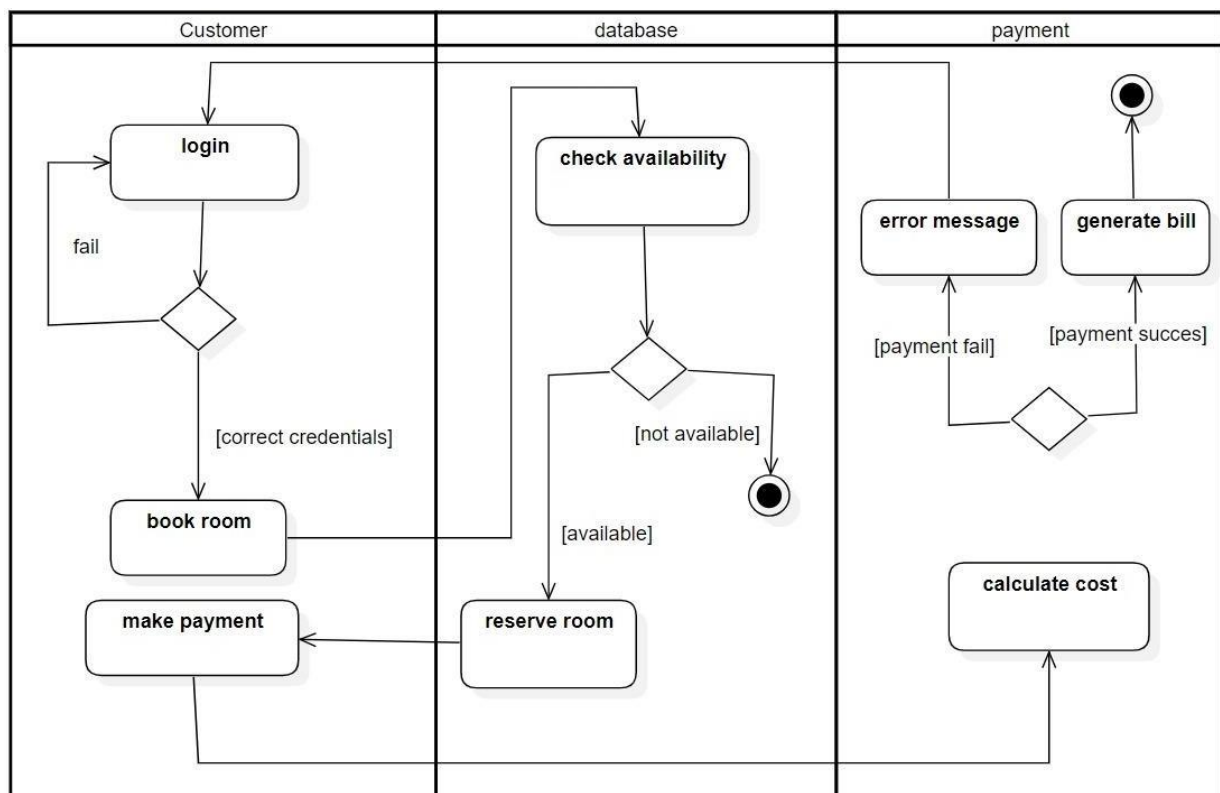 Customer
database
payment
login
check availability
fail
error message
generate bill
[payment fail]
[payment succes]
[correct credentials]
[not available]
book room
[available]
calculate cost
make payment
reserve room